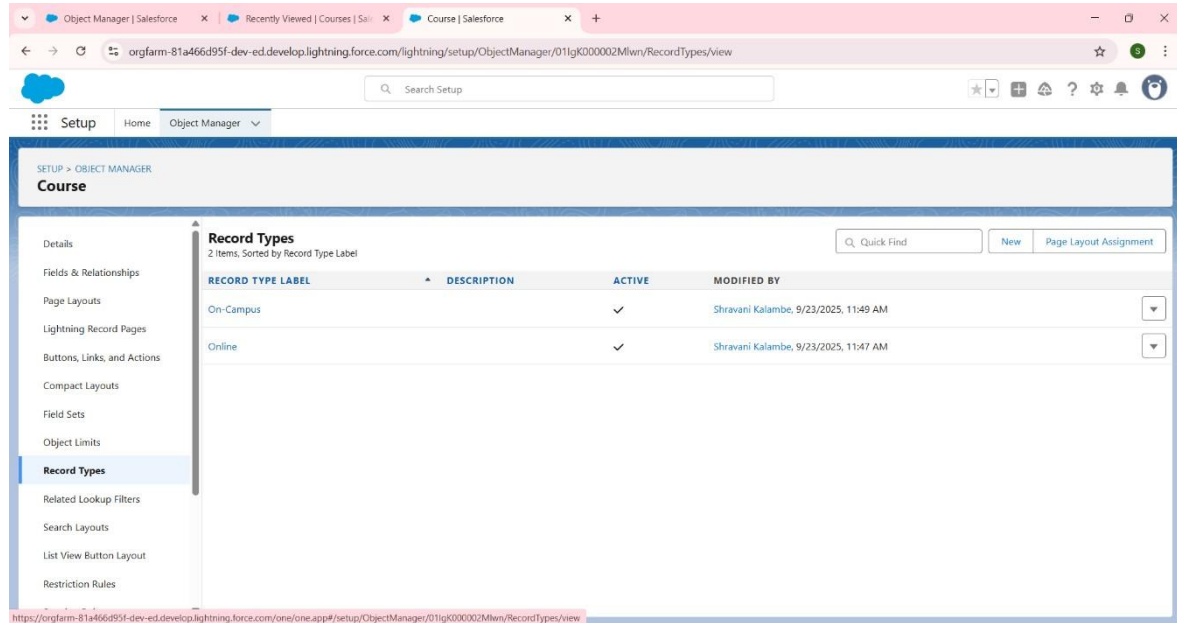 Object Manager | Salesforce
Recently Viewed | Courses | Sal
Course | Salesforce
orgfarm-81a466d95f-dev-ed.develop.lightning.force.com/lightning/setup/ObjectManager/01IgK000002Mlwn/RecordTypes/view
S
Search Setup
Setup Home Object Manager
SETUP > OBJECT MANAGER
Course
Details
Fields & Relationships
Page Layouts
Lightning Record Pages
Buttons, Links, and Actions
Compact Layouts
Field Sets
Object Limits
Record Types
Related Lookup Filters
Search Layouts
List View Button Layout
Restriction Rules
Record Types
2 Items, Sorted by Record Type Label
Quick Find
New
Page Layout Assignment
RECORD TYPE LABEL DESCRIPTION ACTIVE MODIFIED BY
On-Campus Shravani Kalambe, 9/23/2025, 11:49 AM
Online Shravani Kalambe, 9/23/2025, 11:47 AM
https://orgfarm-81a466d95f-dev-ed.develop.lightning.force.com/one/one.app#/setup/ObjectManager/01IgK000002Mlwn/RecordTypes/view